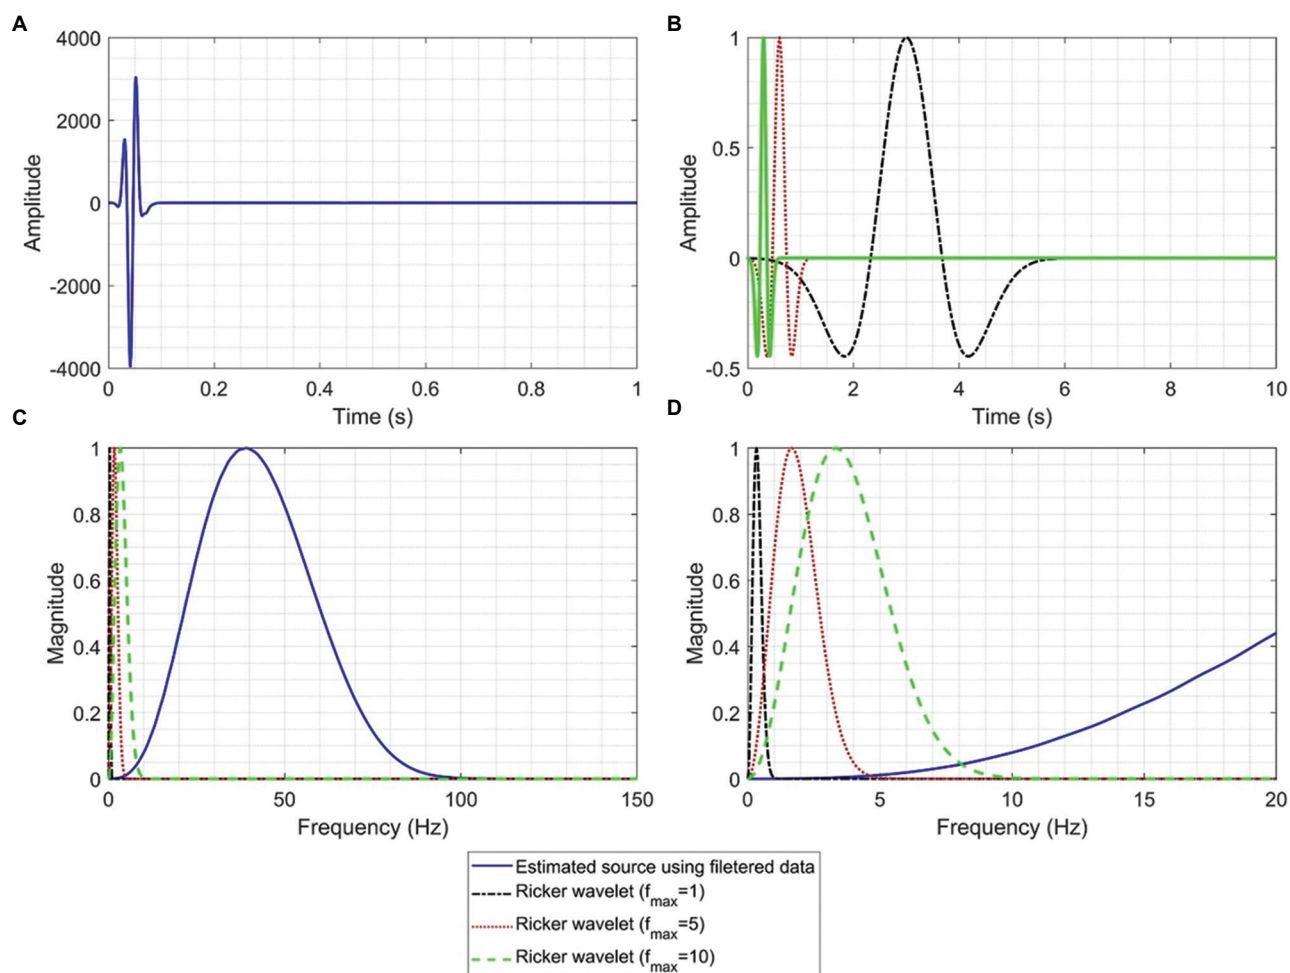 A
4000
2000
0
-2000
-4000
Amplitude
0
0.2
0.4
0.6
0.8
1
Time (s)
B
1
0.5
0
-0.5
Amplitude
0
2
4
6
8
10
Time (s)
C
1
0.8
0.6
0.4
0.2
0
Magnitude
0
50
100
150
Frequency (Hz)
D
1
0.8
0.6
0.4
0.2
0
Magnitude
0
5
10
15
20
Frequency (Hz)
Estimated source using filetered data
Ricker wavelet (fmax=1)
Ricker wavelet (fmax=5)
Ricker wavelet (fmax=10)